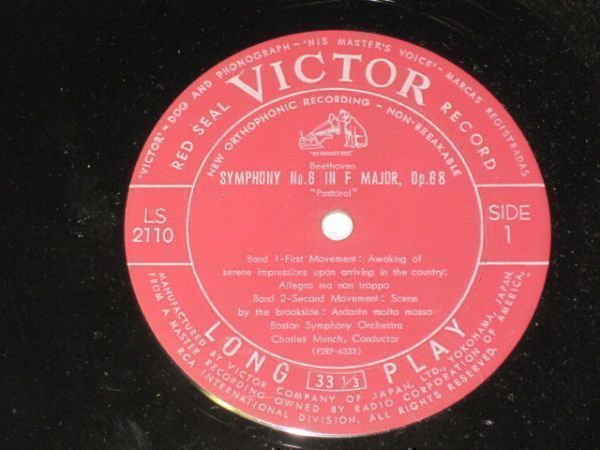 "VICTOR"-DOG AND PHONOGRAPH-"HIS MASTER'S VOICE"-MARCAS REGISTRADAS
RED SEAL VICTOR RECORD
NEW ORTHOPHONIC RECORDING - NON-BREAKABLE
"HIS MASTER'S VOICE"
Beethoven
SYMPHONY No.6 IN F MAJOR, Op.68
"Pastoral"
LS
2110
SIDE
1
Band 1-First Movement: Awaking of
serene impressions upon arriving in the country:
Allegro ma non troppo
Band 2-Second Movement: Scene
by the brookside: Andante molto mosso
Boston Symphony Orchestra
Charles Munch, Conductor
(F2RP-6333)
LONG 33 1/3 PLAY
MANUFACTURED BY VICTOR COMPANY OF JAPAN, LTD., YOKOHAMA, JAPAN,
FROM A MASTER RECORDING OWNED BY RADIO CORPORATION OF AMERICA,
RCA INTERNATIONAL DIVISION. ALL RIGHTS RESERVED.